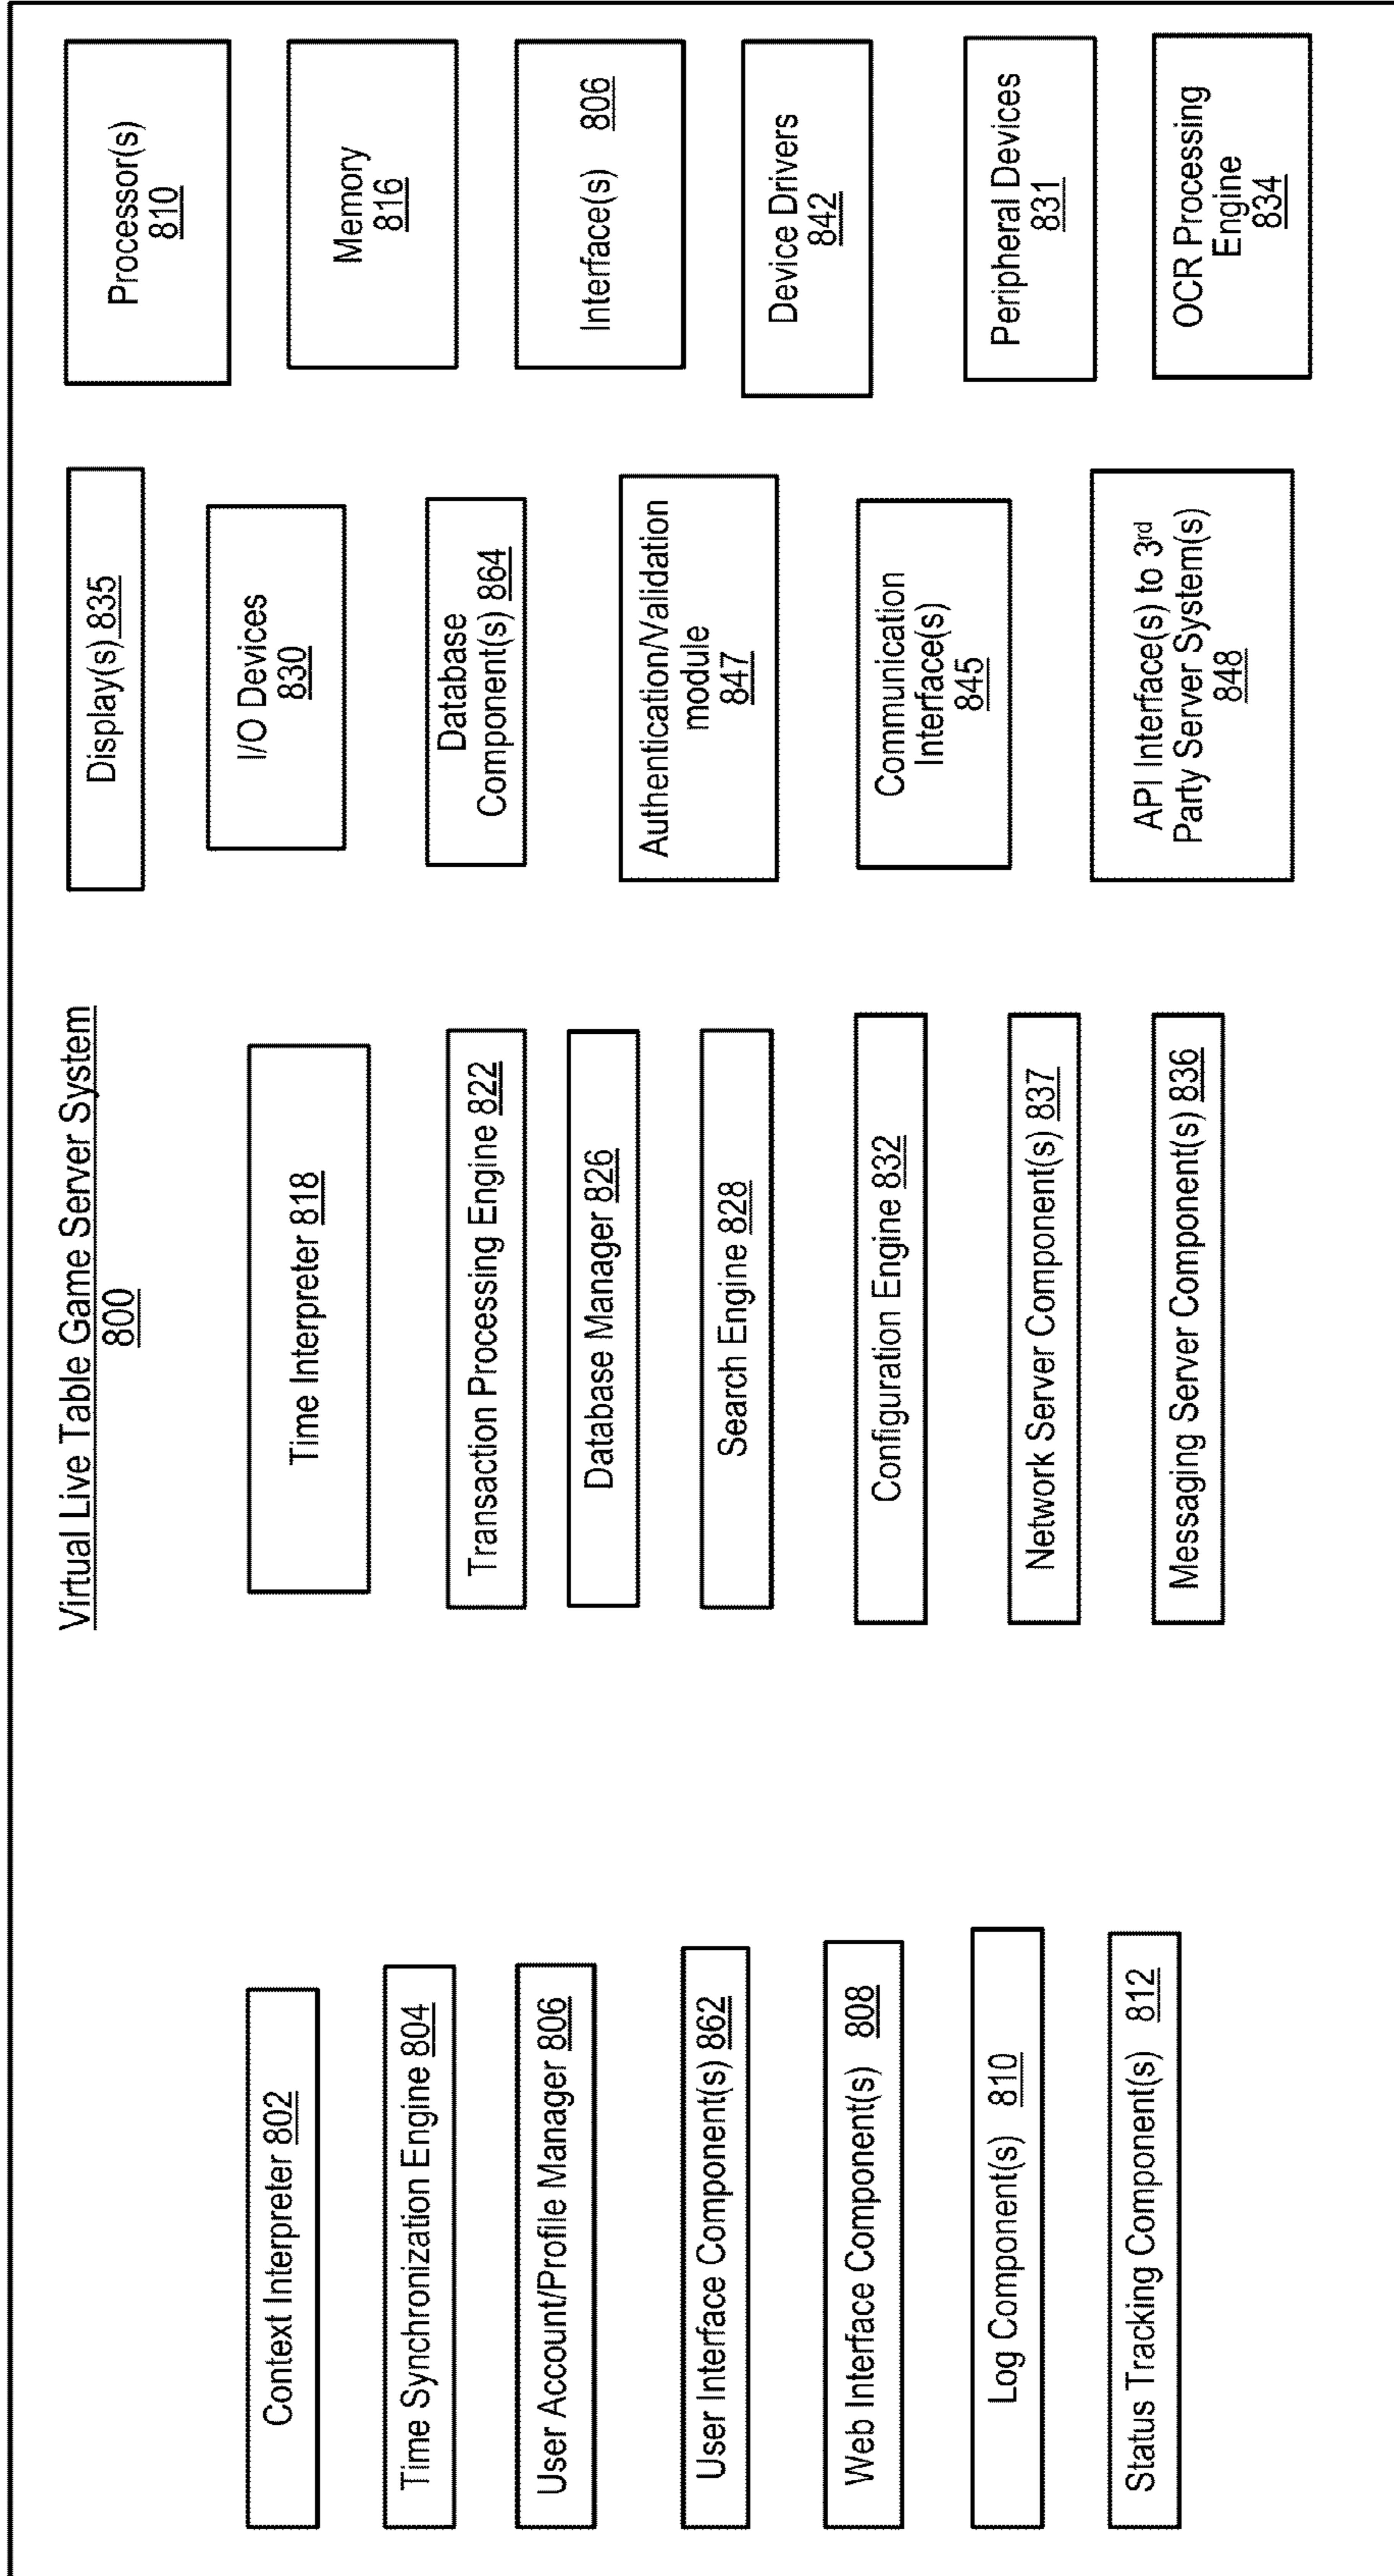 Virtual Live Table Game Server System
800
Context Interpreter 802
Time Synchronization Engine 804
User Account/Profile Manager 806
User Interface Component(s) 862
Web Interface Component(s) 808
Log Component(s) 810
Status Tracking Component(s) 812
Time Interpreter 818
Transaction Processing Engine 822
Database Manager 826
Search Engine 828
Configuration Engine 832
Network Server Component(s) 837
Messaging Server Component(s) 836
Display(s) 835
I/O Devices
830
Database
Component(s) 864
Authentication/Validation
module
847
Communication
Interface(s)
845
API Interface(s) to 3rd
Party Server System(s)
848
Processor(s)
810
Memory
816
Interface(s) 806
Device Drivers
842
Peripheral Devices
831
OCR Processing
Engine
834